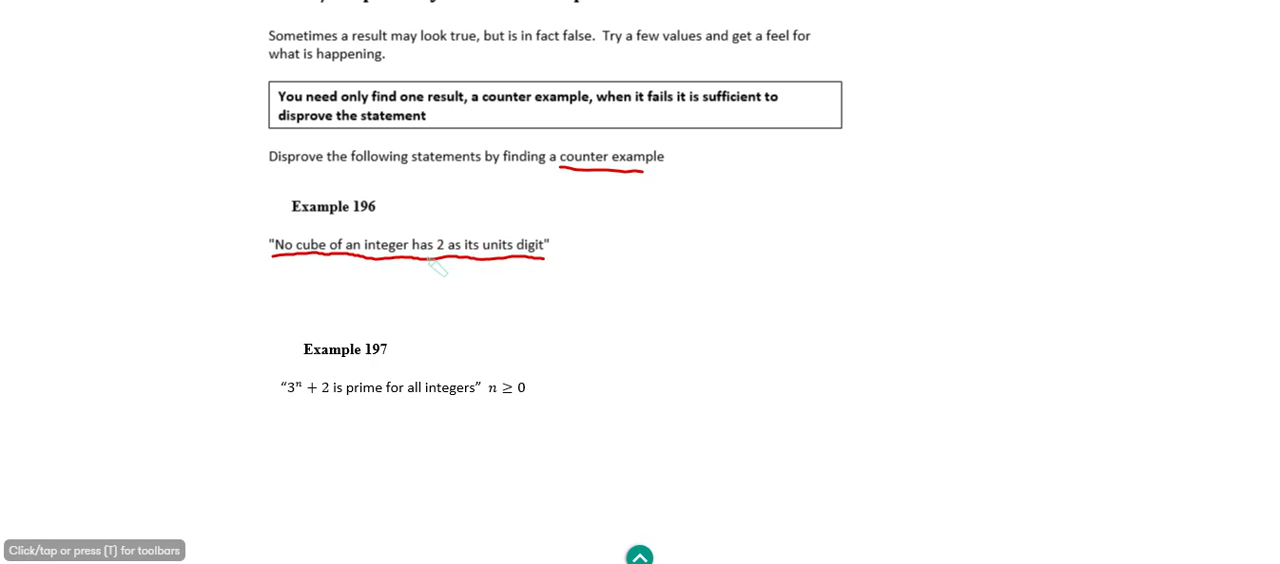 Sometimes a result may look true, but is in fact false. Try a few values and get a feel for
what is happening.
You need only find one result, a counter example, when it fails it is sufficient to
disprove the statement
Disprove the following statements by finding a counter example
Example 196
"No cube of an integer has 2 as its units digit"
Example 197
“3ⁿ + 2 is prime for all integers” n ≥ 0
Click/tap or press [T] for toolbars